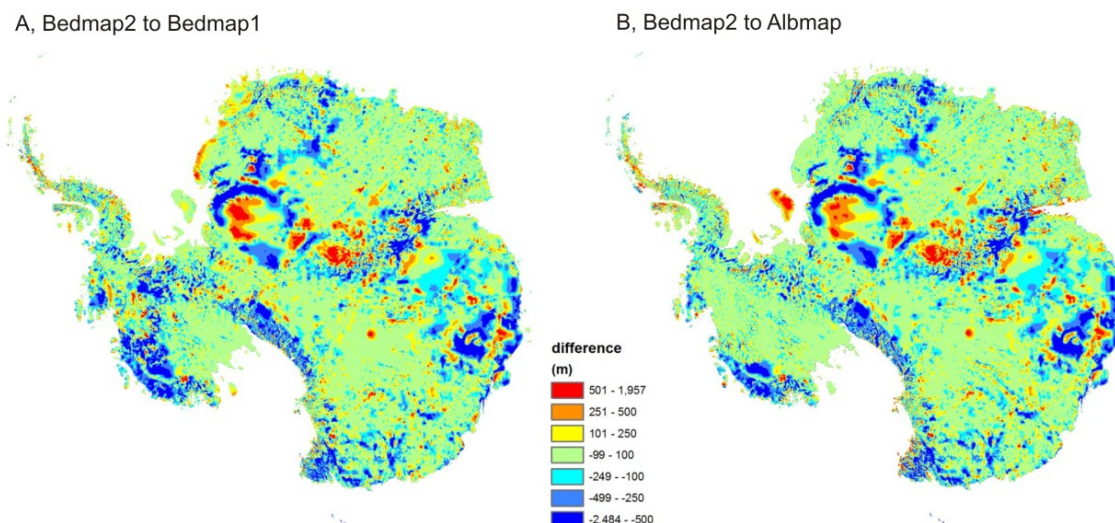 A, Bedmap2 to Bedmap1
B, Bedmap2 to Albmap
difference
(m)
501 - 1,957
251 - 500
101 - 250
-99 - 100
-249 - -100
-499 - -250
-2,484 - -500